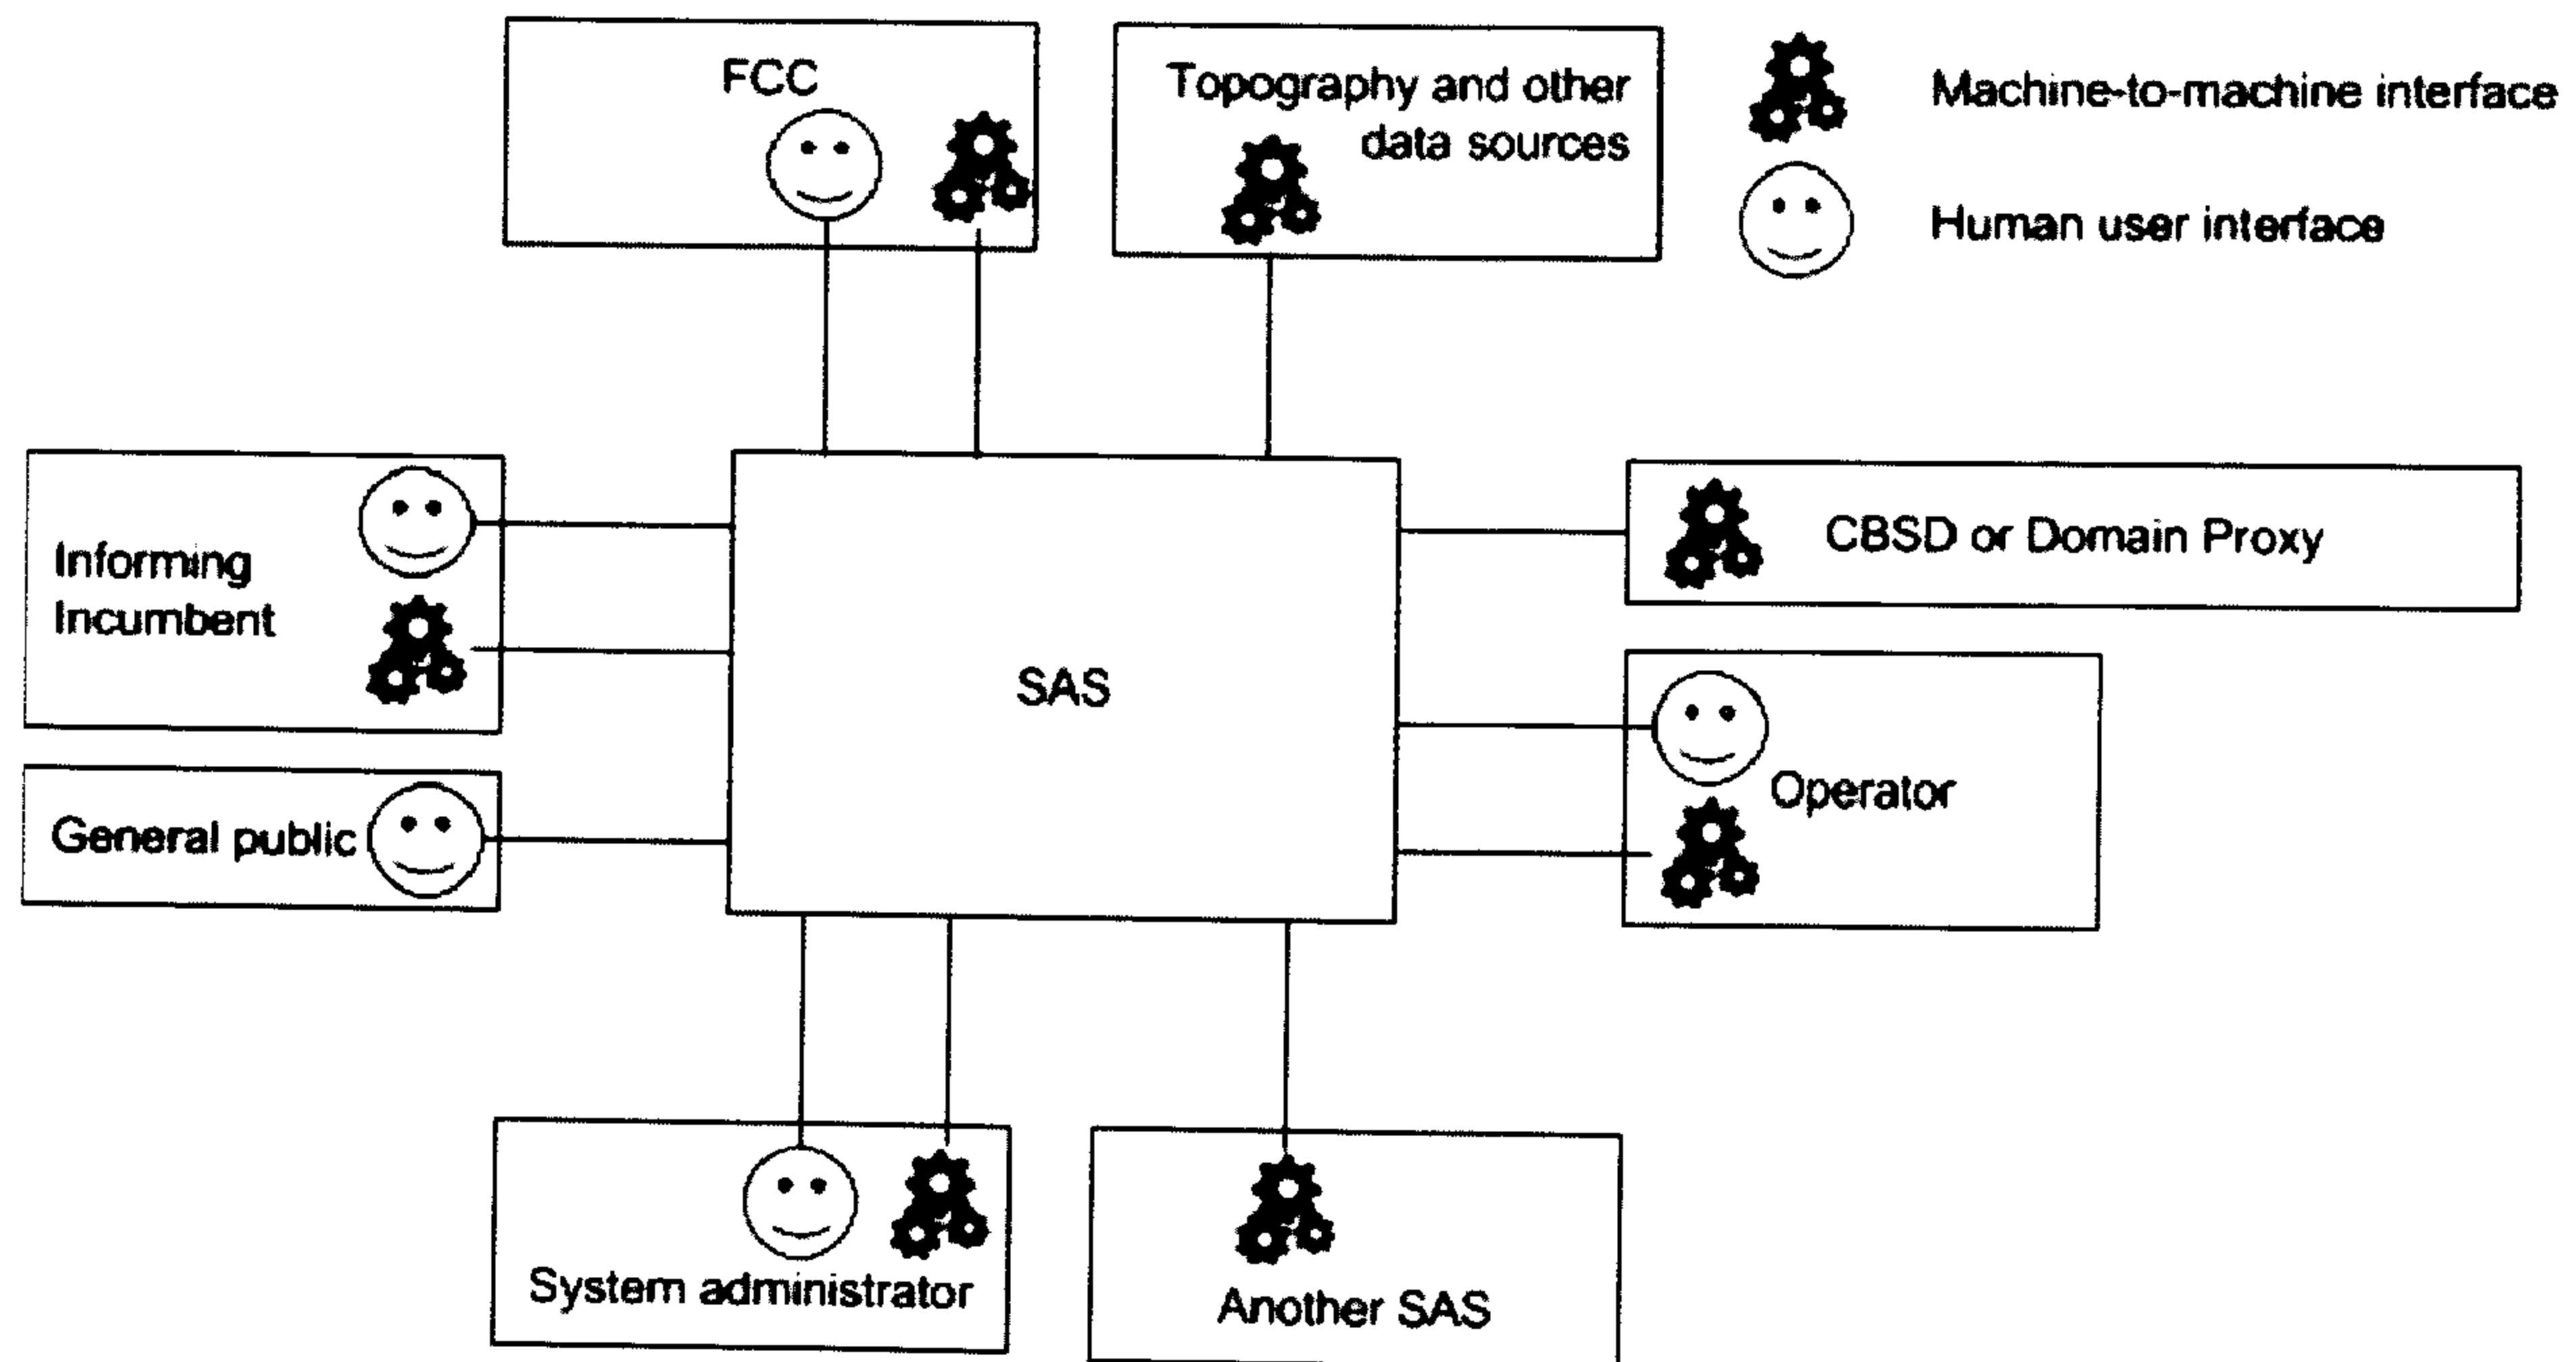 FCC
Topography and other
data sources
Machine-to-machine interface
Human user interface
Informing
Incumbent
General public
SAS
CBSD or Domain Proxy
Operator
System administrator
Another SAS